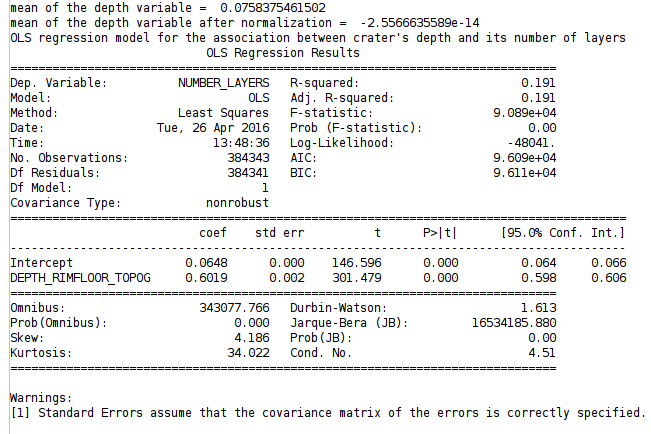 mean of the depth variable =  0.0758375461502
mean of the depth variable after normalization =  -2.5566635589e-14
OLS regression model for the association between crater's depth and its number of layers
                            OLS Regression Results
==============================================================================
Dep. Variable:          NUMBER_LAYERS   R-squared:                       0.191
Model:                            OLS   Adj. R-squared:                  0.191
Method:                 Least Squares   F-statistic:                 9.089e+04
Date:                Tue, 26 Apr 2016   Prob (F-statistic):               0.00
Time:                        13:48:36   Log-Likelihood:                -48041.
No. Observations:              384343   AIC:                         9.609e+04
Df Residuals:                  384341   BIC:                         9.611e+04
Df Model:                           1
Covariance Type:            nonrobust
========================================================================================
                           coef    std err          t      P>|t|      [95.0% Conf. Int.]
----------------------------------------------------------------------------------------
Intercept                0.0648      0.000    146.596      0.000         0.064     0.066
DEPTH_RIMFLOOR_TOPOG     0.6019      0.002    301.479      0.000         0.598     0.606
==============================================================================
Omnibus:                   343077.766   Durbin-Watson:                   1.613
Prob(Omnibus):                  0.000   Jarque-Bera (JB):         16534185.880
Skew:                           4.186   Prob(JB):                         0.00
Kurtosis:                      34.022   Cond. No.                         4.51
==============================================================================
Warnings:
[1] Standard Errors assume that the covariance matrix of the errors is correctly specified.